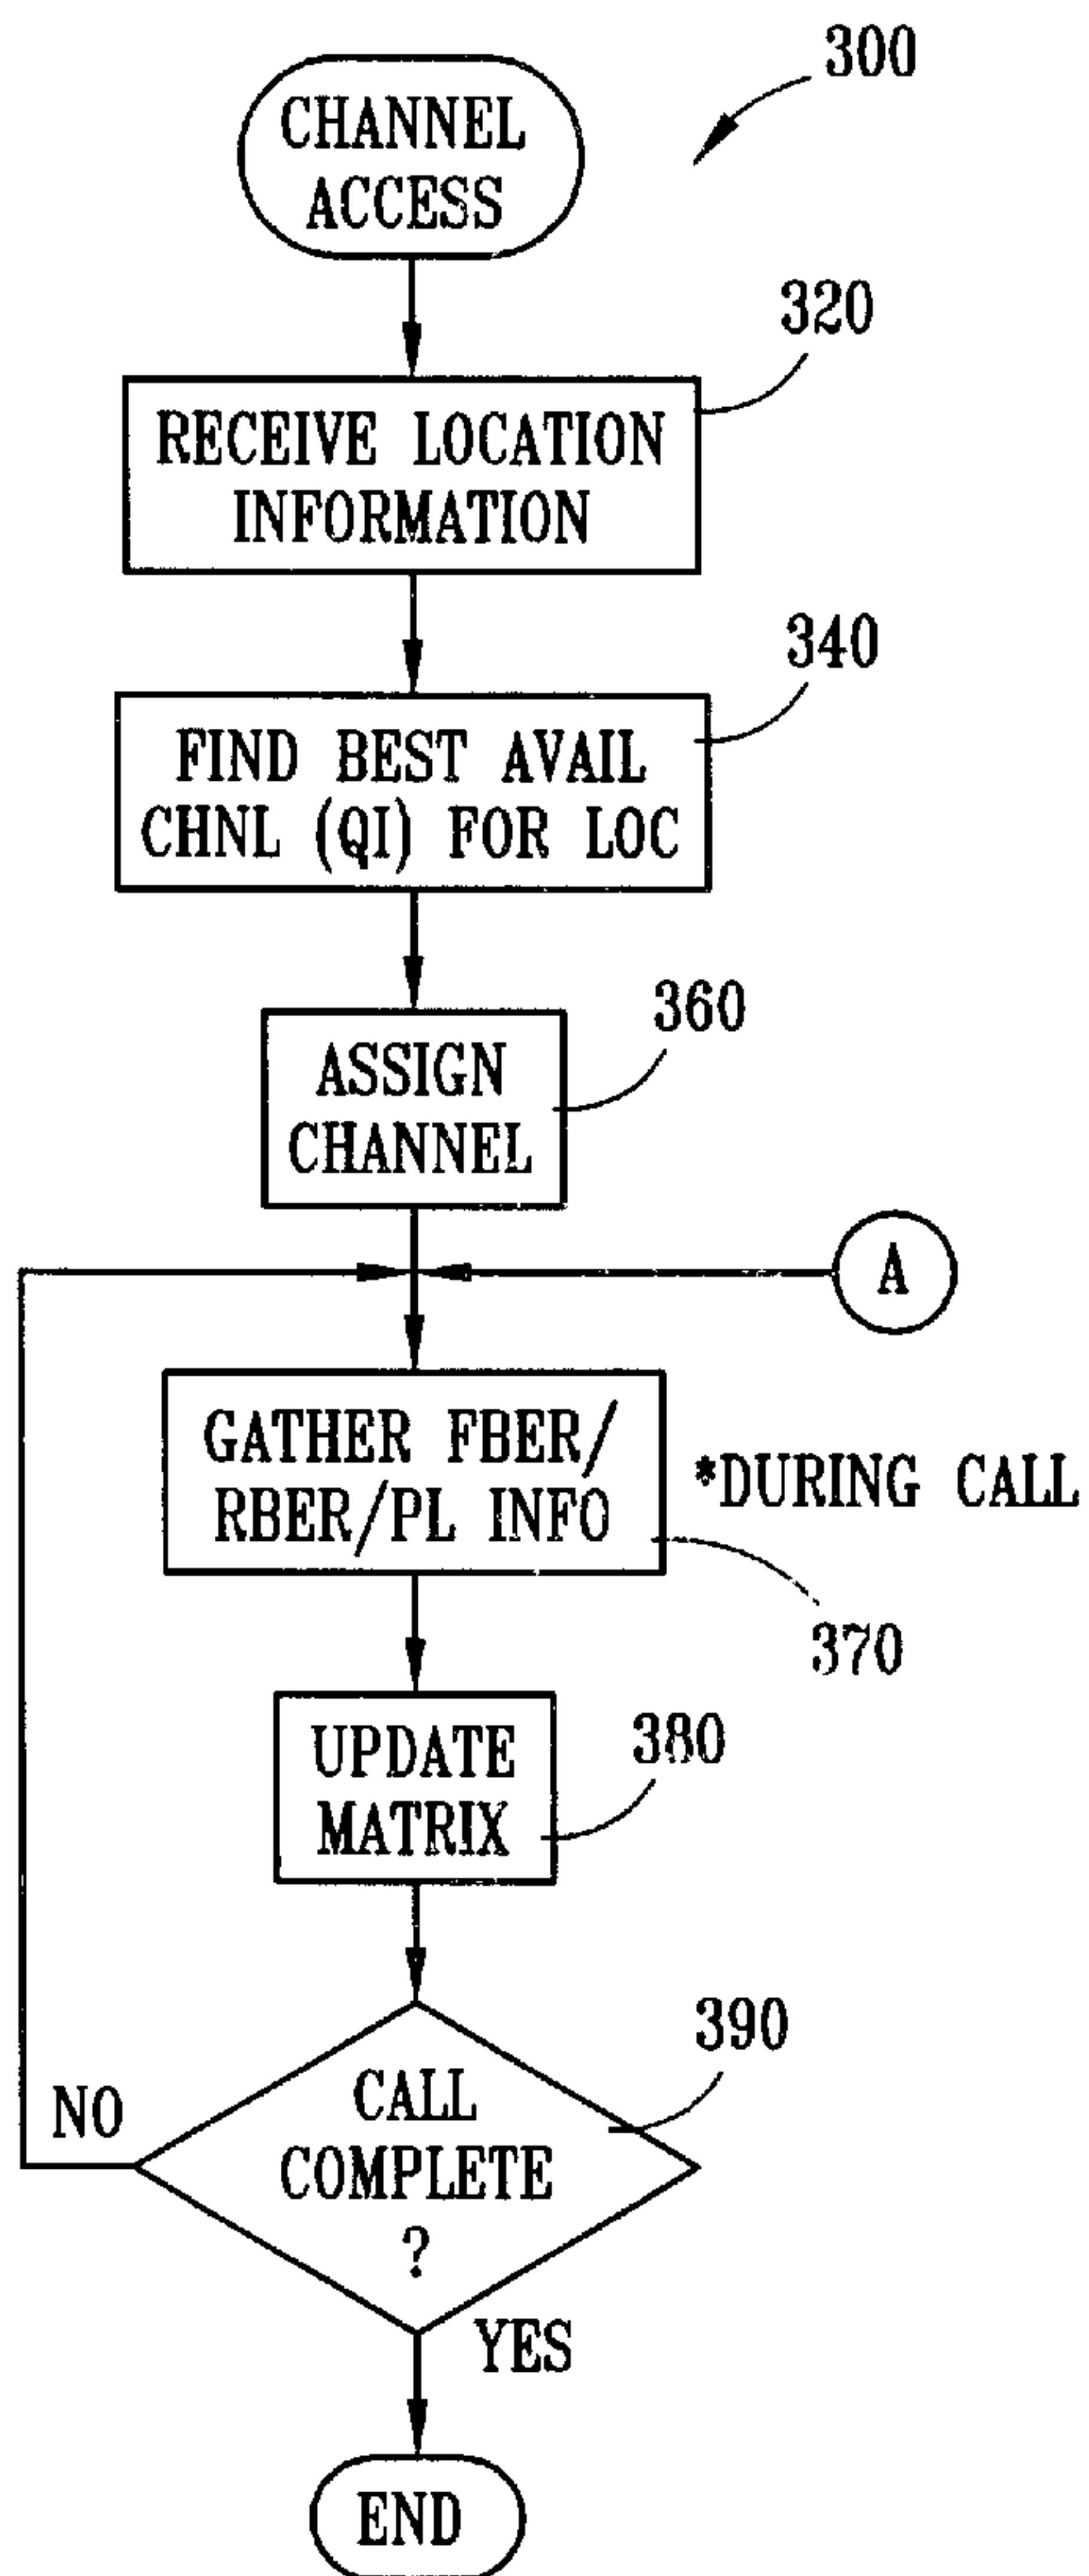 300
CHANNEL
ACCESS
320
RECEIVE LOCATION
INFORMATION
340
FIND BEST AVAIL
CHNL (QI) FOR LOC
360
ASSIGN
CHANNEL
A
GATHER FBER/
RBER/PL INFO
*DURING CALL
370
UPDATE
MATRIX
380
390
CALL
COMPLETE
?
NO
YES
END